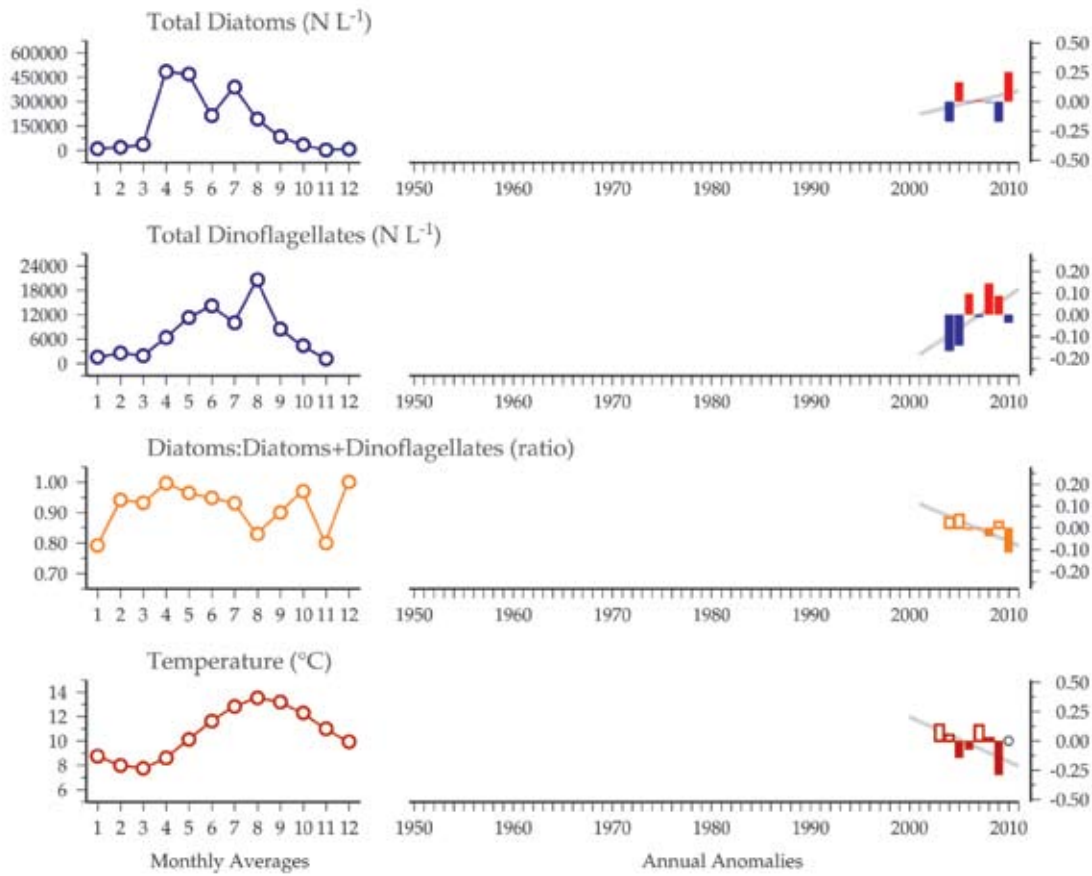 Total Diatoms (N L⁻¹)
600000
450000
300000
150000
0
0.50
0.25
0.00
-0.25
-0.50
1 2 3 4 5 6 7 8 9 10 11 12
1950 1960 1970 1980 1990 2000 2010
Total Dinoflagellates (N L⁻¹)
24000
18000
12000
6000
0
0.20
0.10
0.00
-0.10
-0.20
1 2 3 4 5 6 7 8 9 10 11 12
1950 1960 1970 1980 1990 2000 2010
Diatoms:Diatoms+Dinoflagellates (ratio)
1.00
0.90
0.80
0.70
0.20
0.10
0.00
-0.10
-0.20
1 2 3 4 5 6 7 8 9 10 11 12
1950 1960 1970 1980 1990 2000 2010
Temperature (°C)
14
12
10
8
6
0.50
0.25
0.00
-0.25
-0.50
1 2 3 4 5 6 7 8 9 10 11 12
1950 1960 1970 1980 1990 2000 2010
Monthly Averages
Annual Anomalies